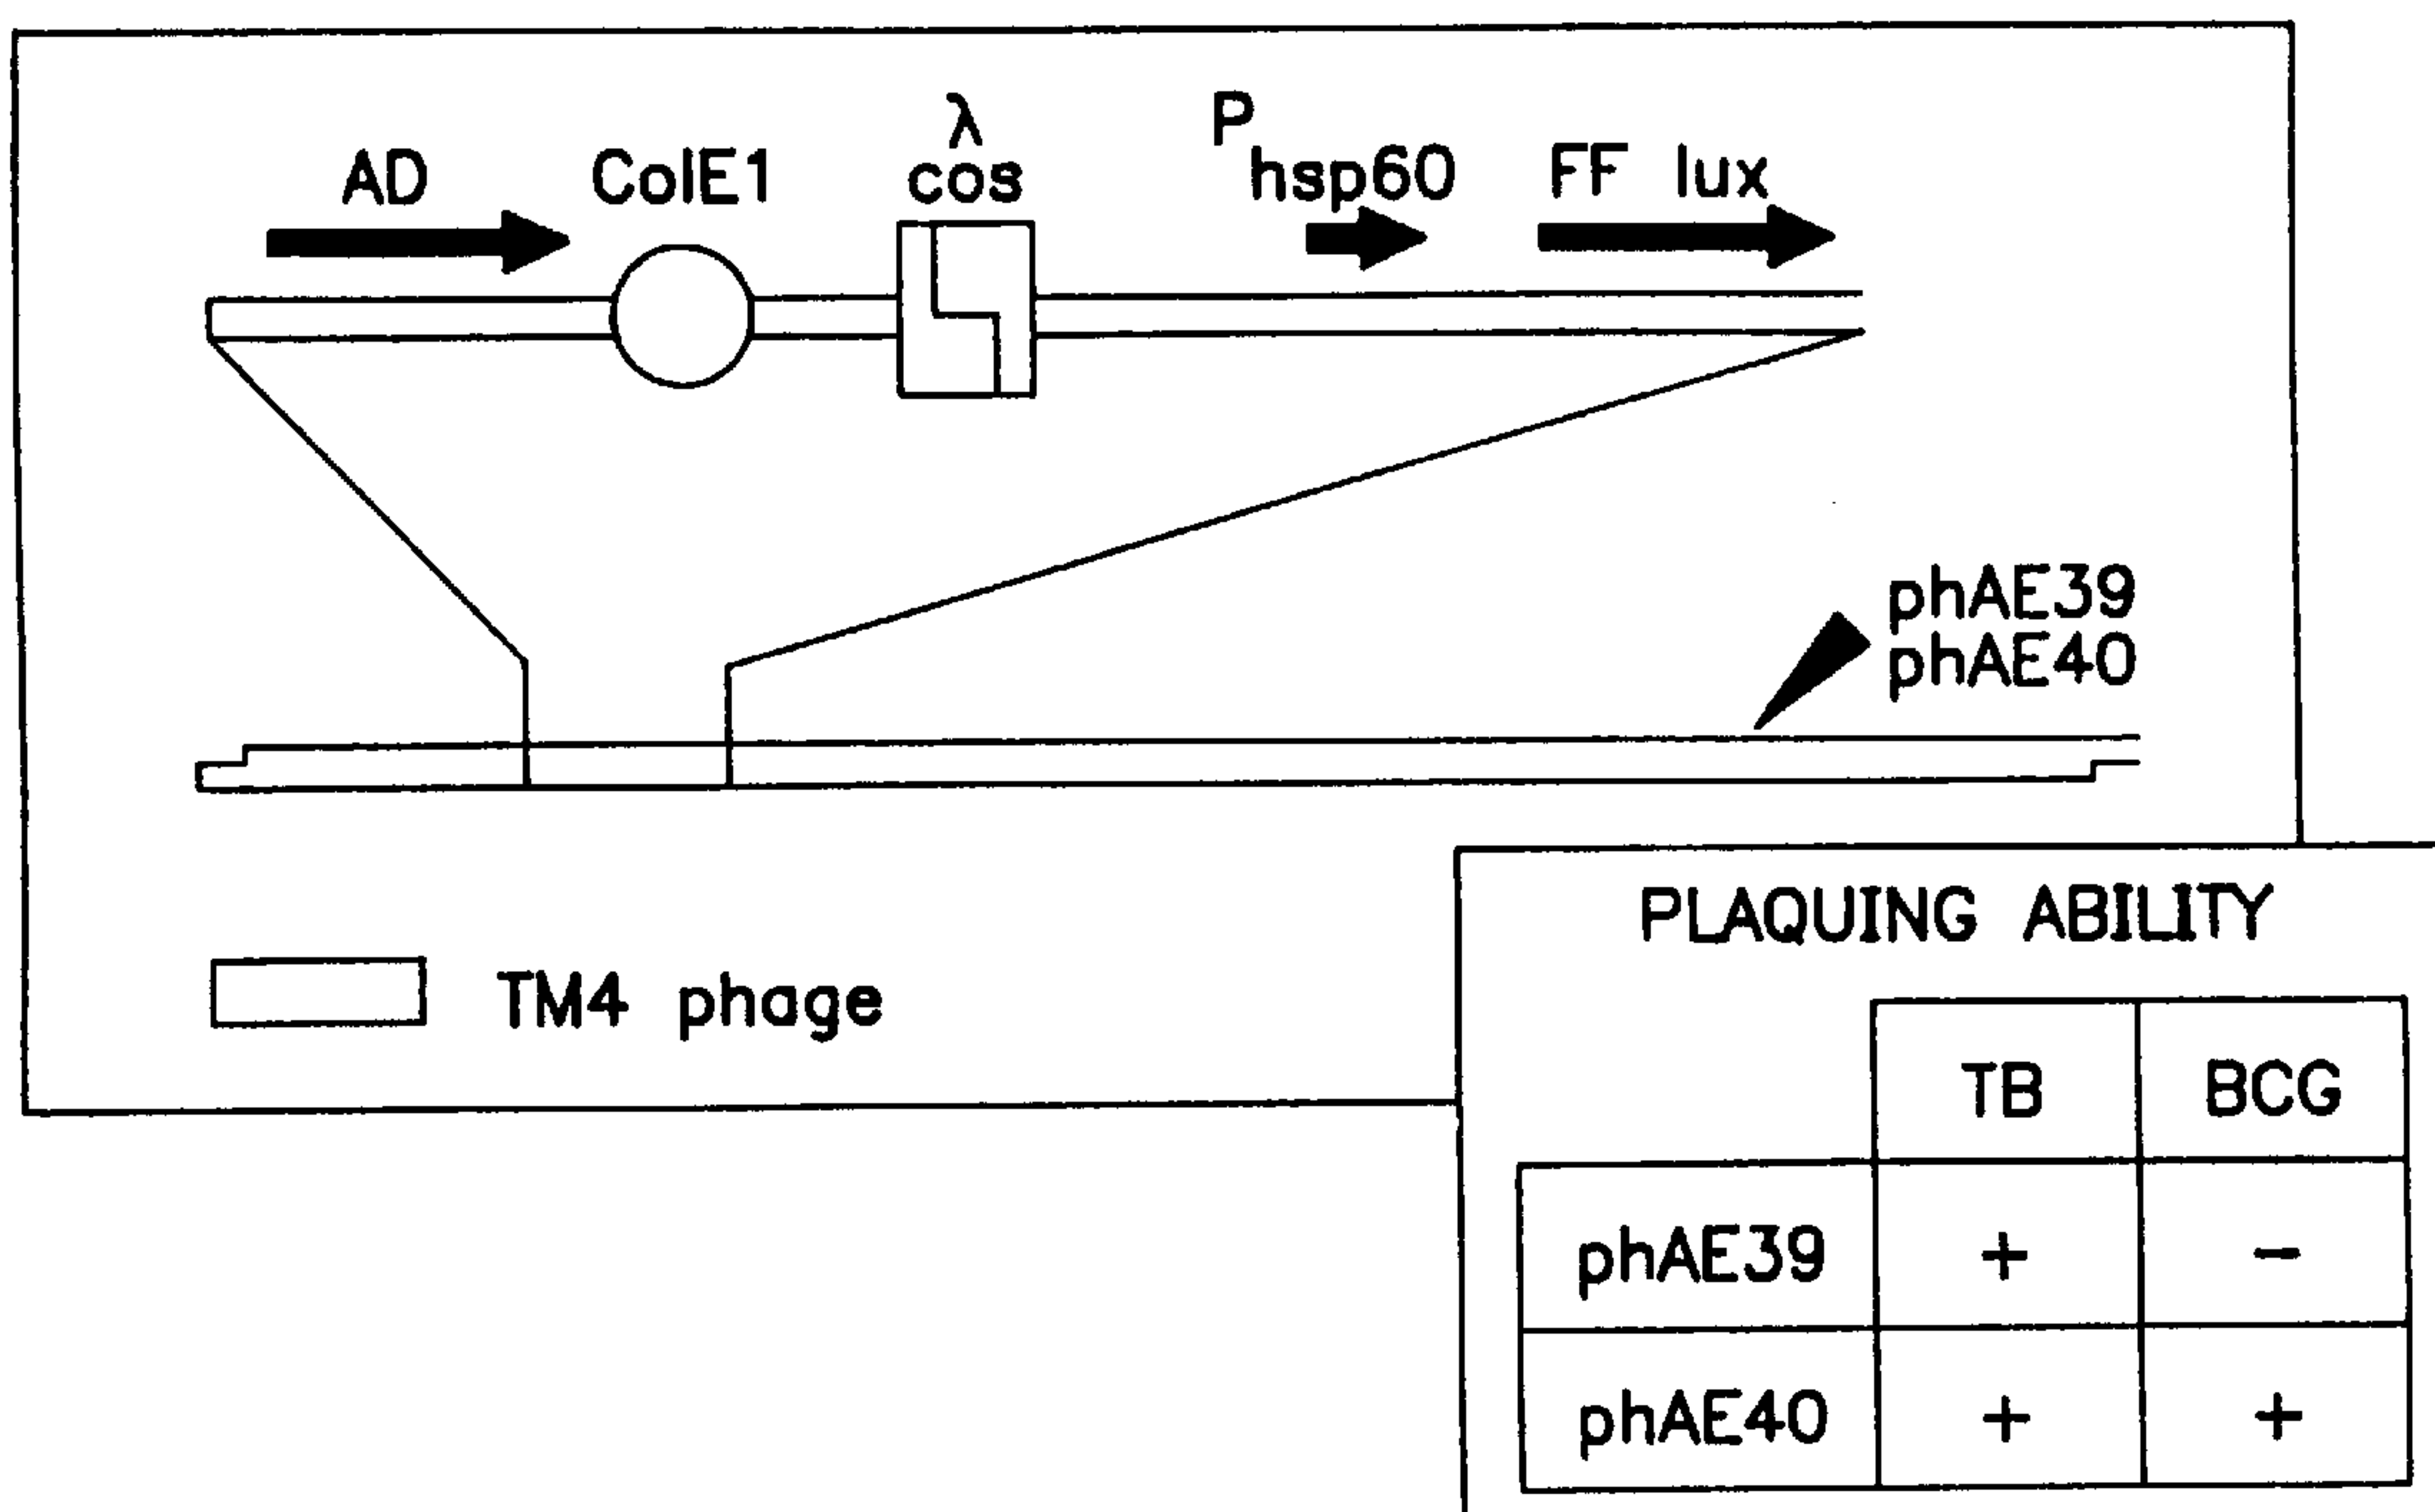 AD ColE1 λ cos P hsp60 FF lux
phAE39
phAE40
TM4 phage
PLAQUING ABILITY
TB BCG
phAE39 + −
phAE40 + +